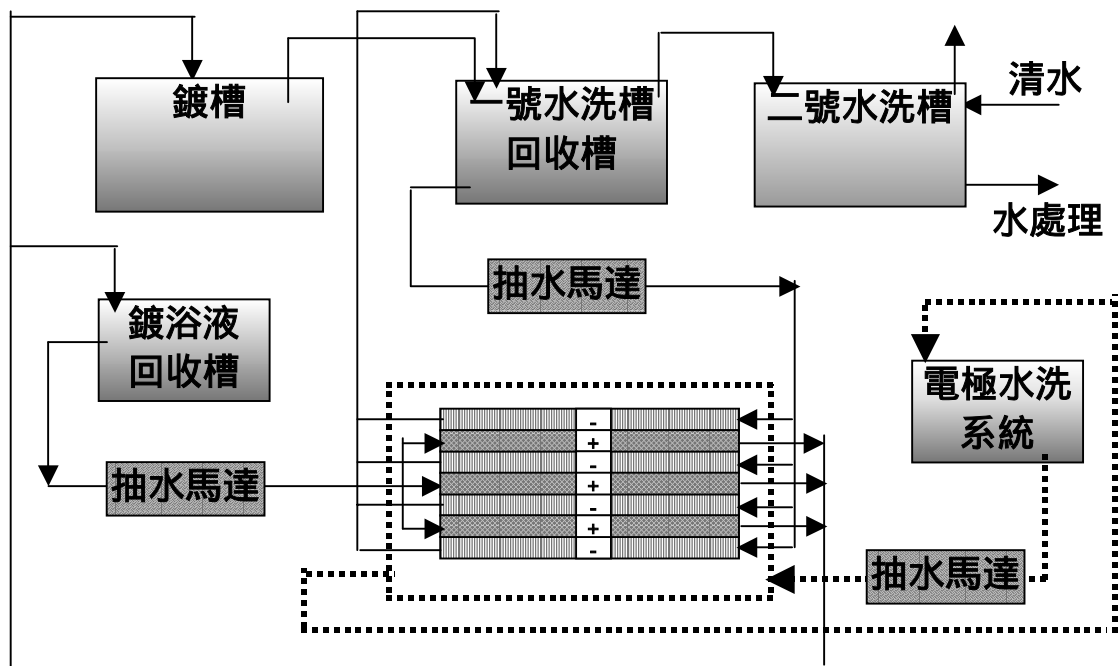 鍍槽
一號水洗槽
回收槽
二號水洗槽
清水
水處理
抽水馬達
鍍浴液
回收槽
電極水洗
系統
抽水馬達
-
+
-
+
-
+
-
抽水馬達